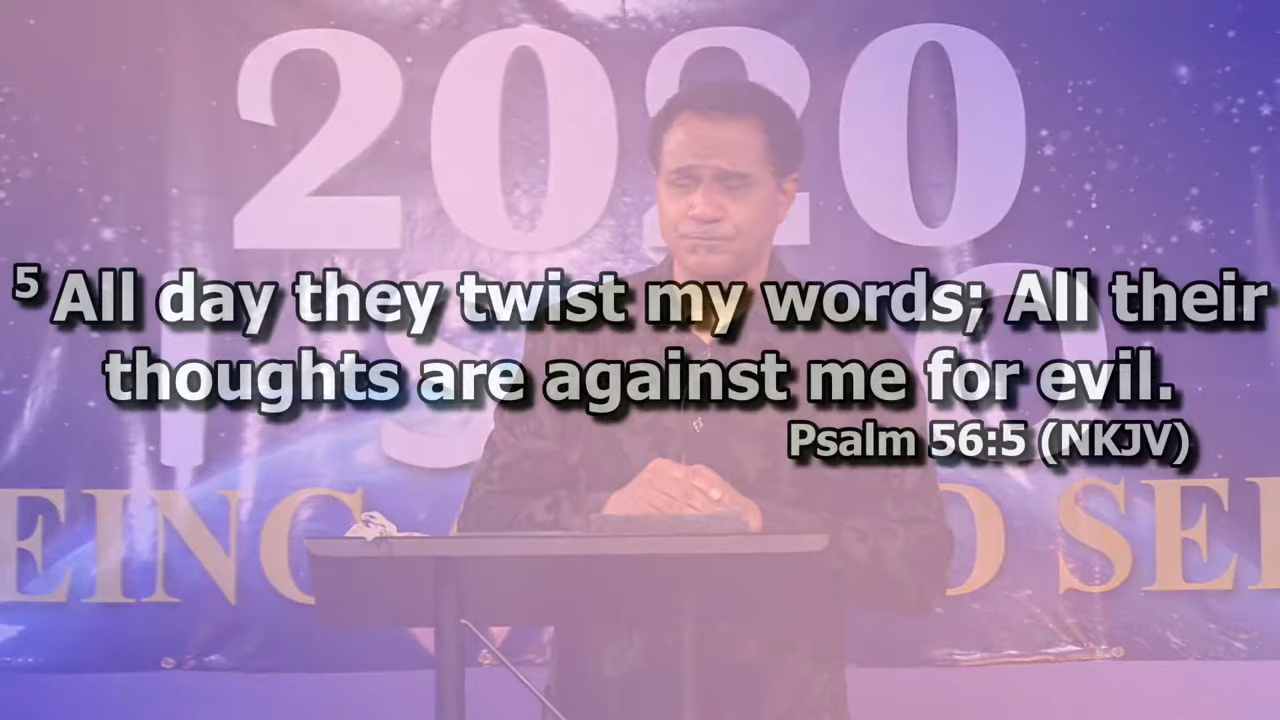 2020
5 All day they twist my words; All their
thoughts are against me for evil.
Psalm 56:5 (NKJV)